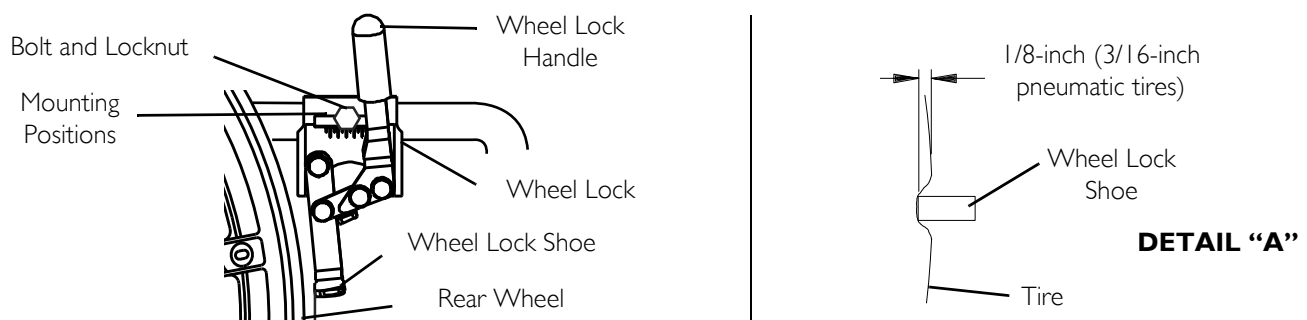 Wheel Lock
Handle
Bolt and Locknut
Mounting
Positions
Wheel Lock
Wheel Lock Shoe
Rear Wheel
1/8-inch (3/16-inch
pneumatic tires)
Wheel Lock
Shoe
DETAIL “A”
Tire